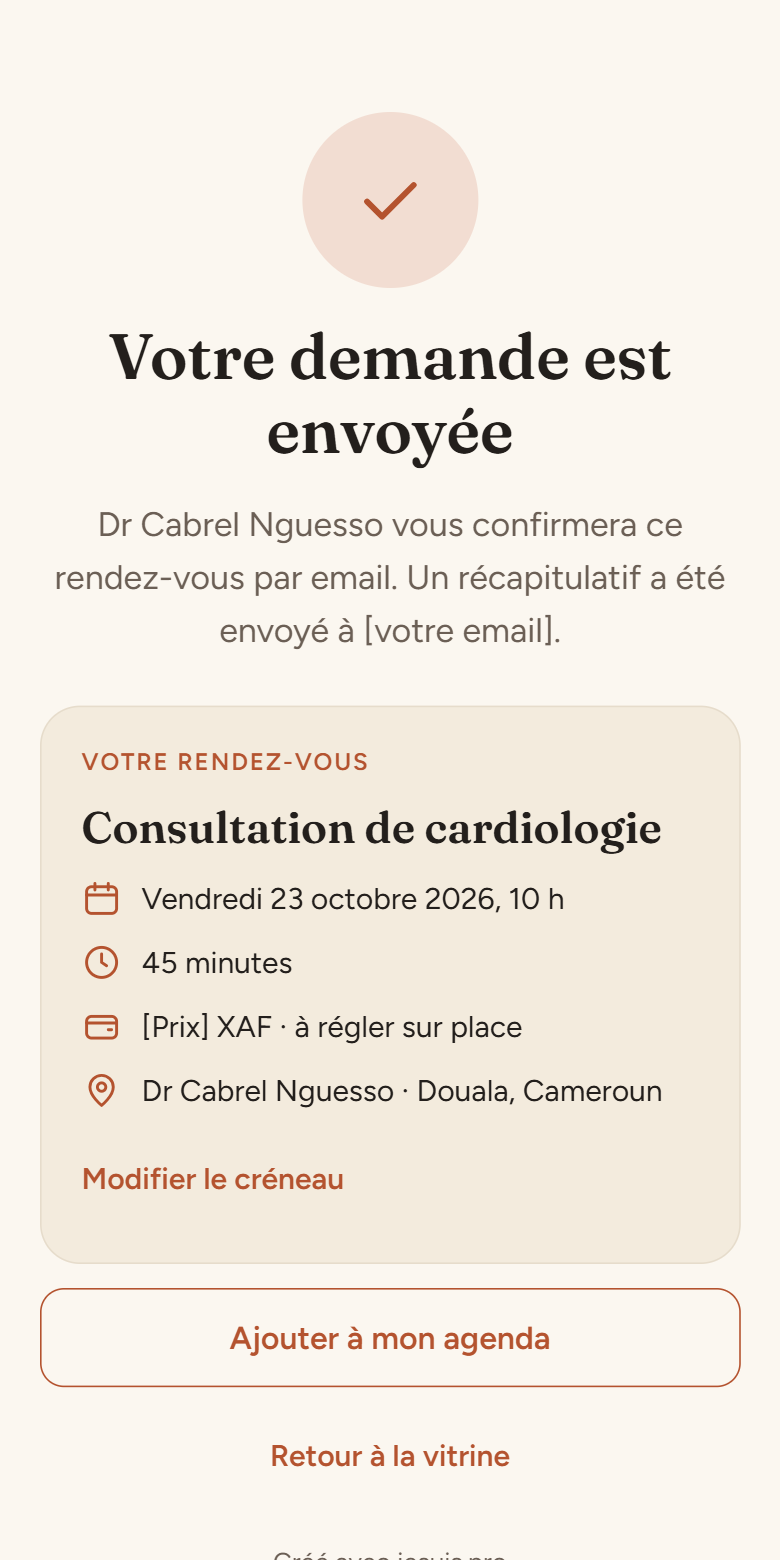 Votre demande est
envoyée
Dr Cabrel Nguesso vous confirmera ce
rendez-vous par email. Un récapitulatif a été
envoyé à [votre email].
VOTRE RENDEZ-VOUS
Consultation de cardiologie
Vendredi 23 octobre 2026, 10 h
45 minutes
[Prix] XAF · à régler sur place
Dr Cabrel Nguesso · Douala, Cameroun
Modifier le créneau
Ajouter à mon agenda
Retour à la vitrine
Créé avec